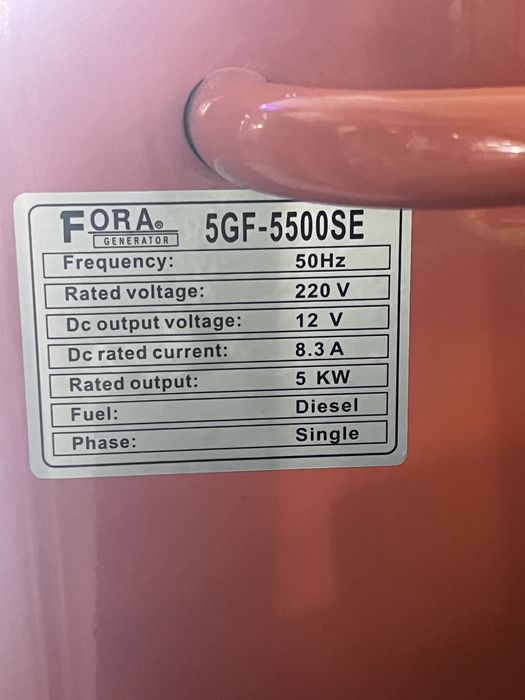 FORA® GENERATOR 5GF-5500SE
Frequency: 50Hz
Rated voltage: 220 V
Dc output voltage: 12 V
Dc rated current: 8.3 A
Rated output: 5 KW
Fuel: Diesel
Phase: Single